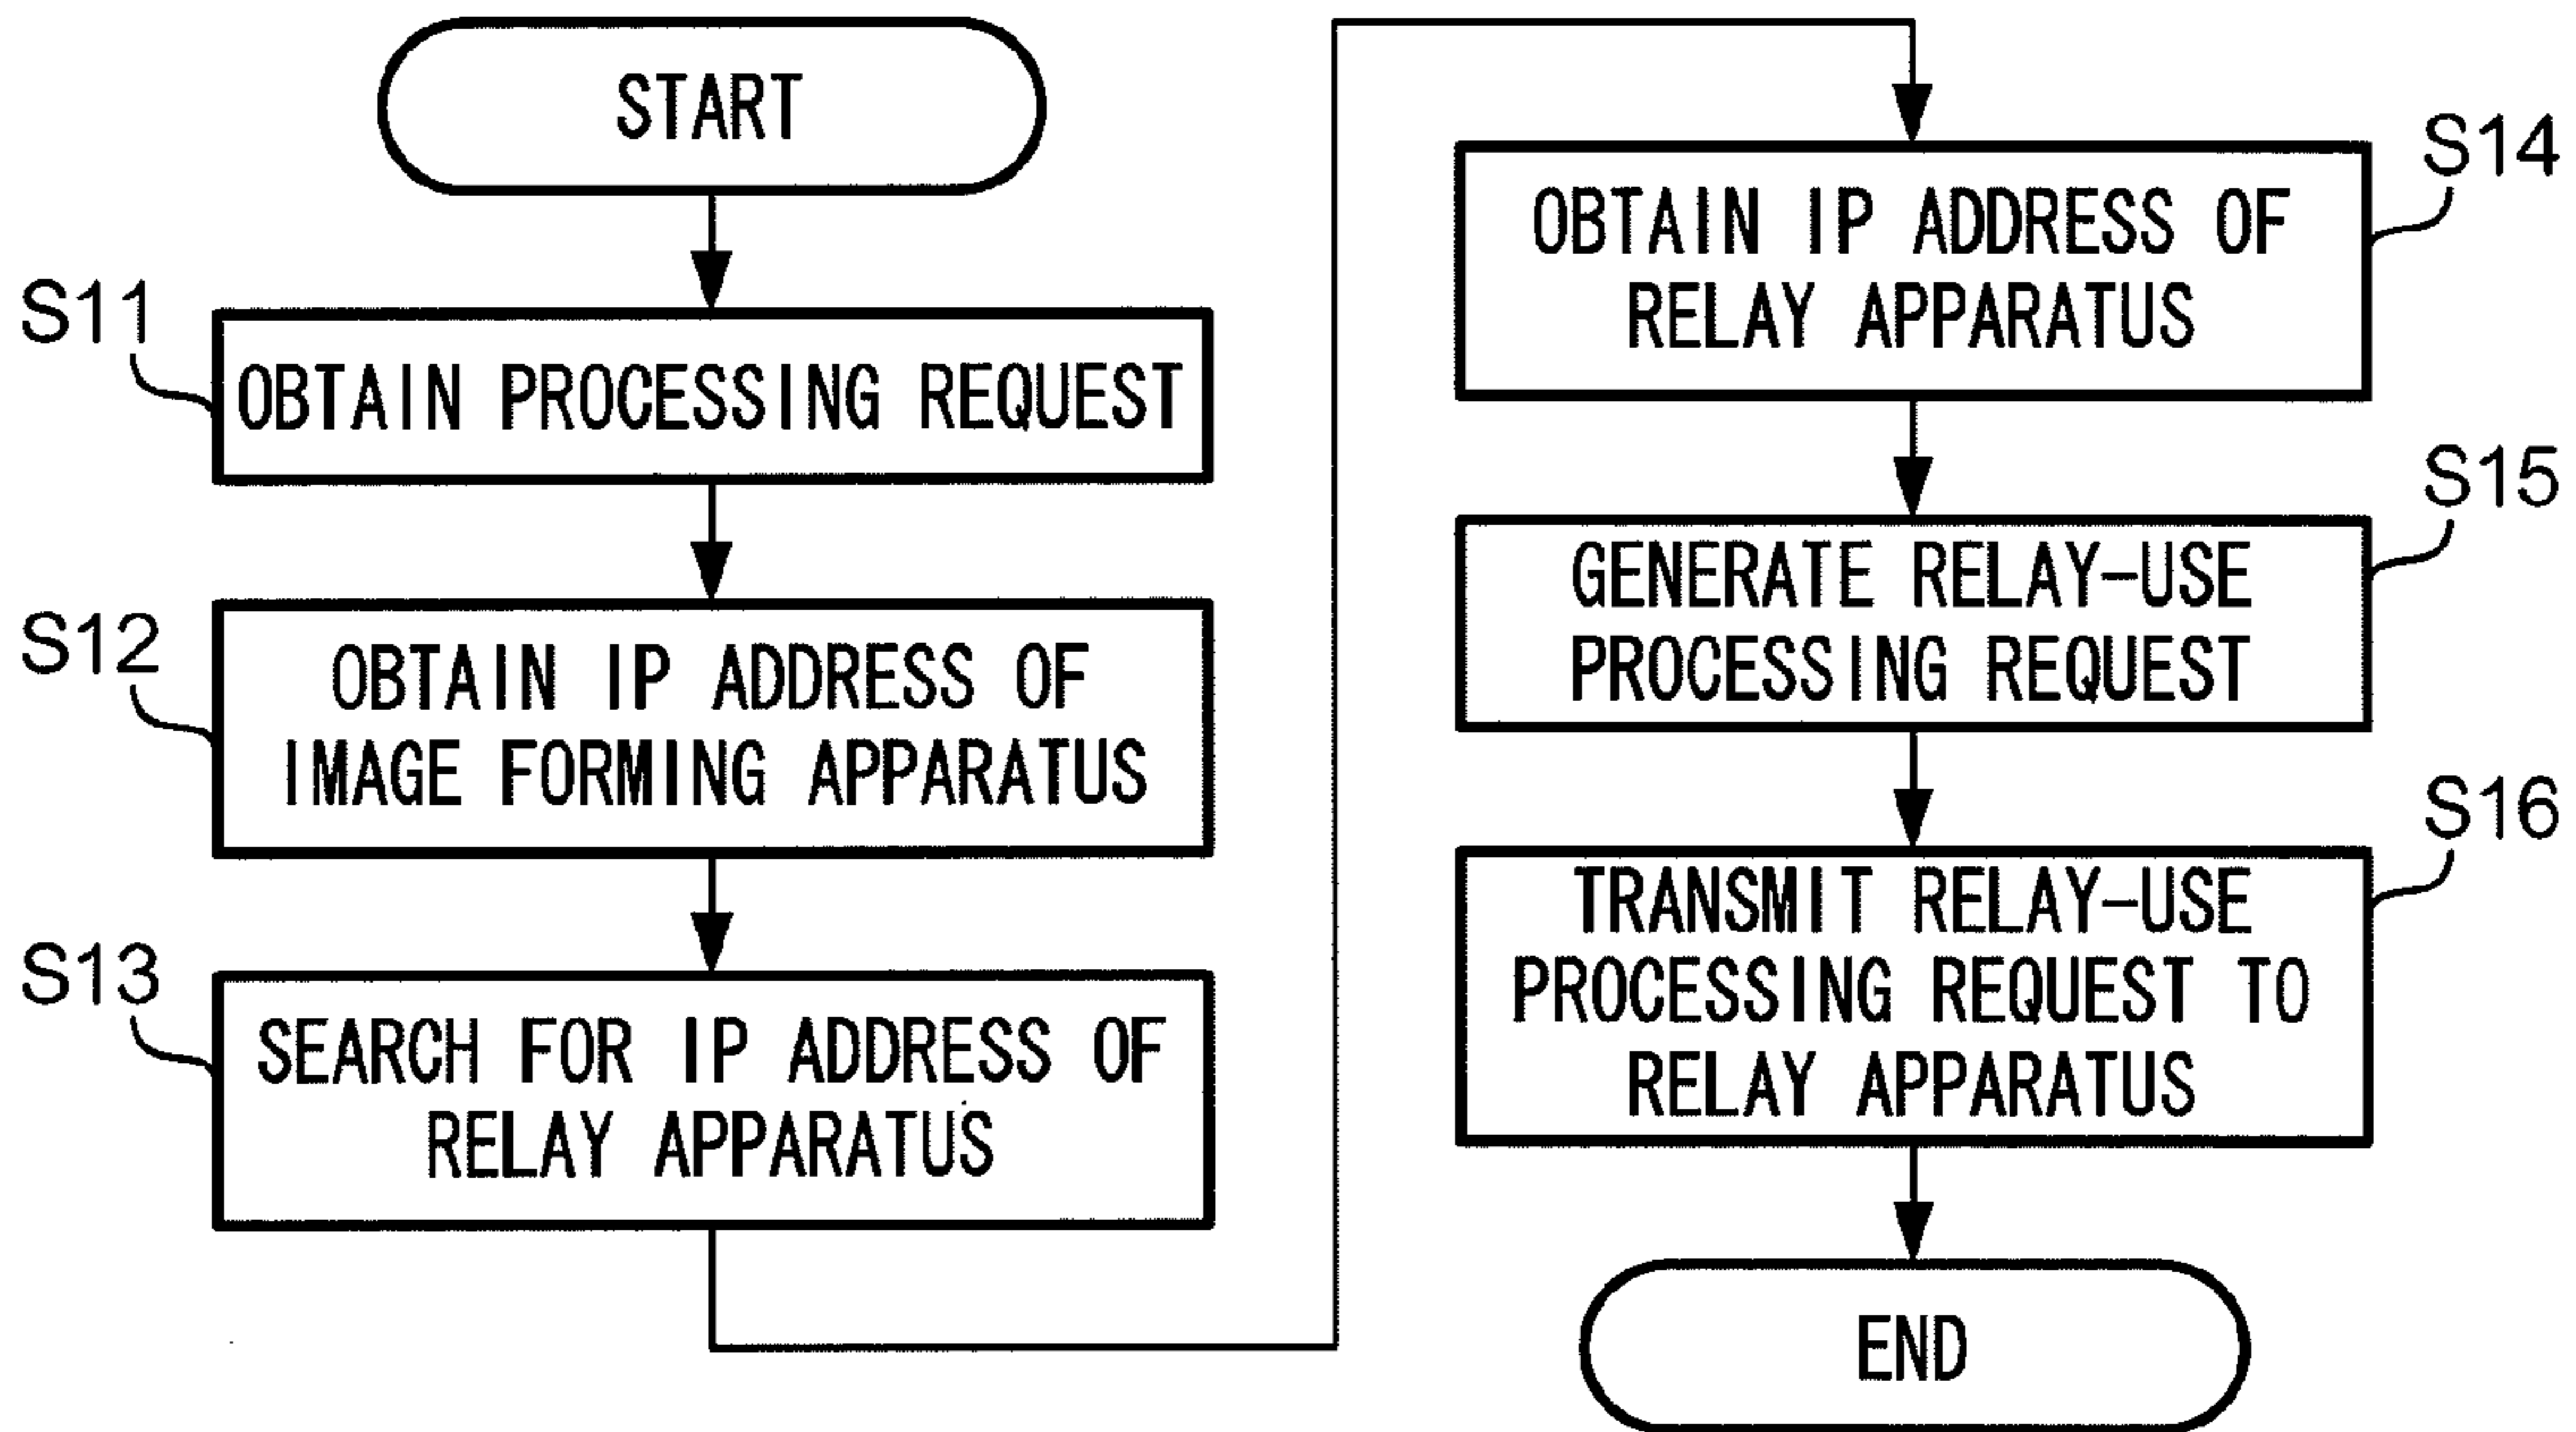 START
S11
OBTAIN PROCESSING REQUEST
S12
OBTAIN IP ADDRESS OF
IMAGE FORMING APPARATUS
S13
SEARCH FOR IP ADDRESS OF
RELAY APPARATUS
S14
OBTAIN IP ADDRESS OF
RELAY APPARATUS
S15
GENERATE RELAY-USE
PROCESSING REQUEST
S16
TRANSMIT RELAY-USE
PROCESSING REQUEST TO
RELAY APPARATUS
END